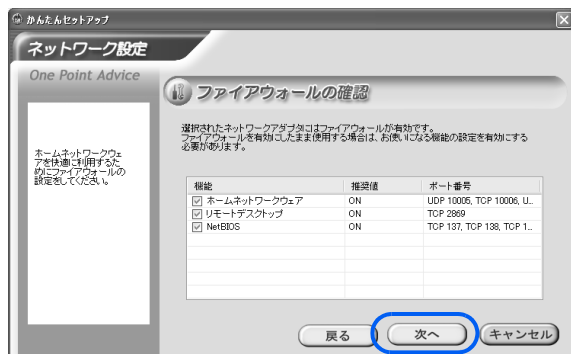 かんたんセットアップ
ネットワーク設定
One Point Advice
ホームネットワークウェ
アを快適に利用するた
めにファイアウォールの
設定をしてください。
ファイアウォールの確認
選択されたネットワークアダプタにはファイアウォールが有効です。
ファイアウォールを有効にしたまま使用する場合は、お使いになる機能の設定を有効にする
必要があります。
機能 推奨値 ポート番号
ホームネットワークウェア ON UDP 10005, TCP 10006, U...
リモートデスクトップ ON TCP 2869
NetBIOS ON TCP 137, TCP 138, TCP 1...
戻る 次へ キャンセル